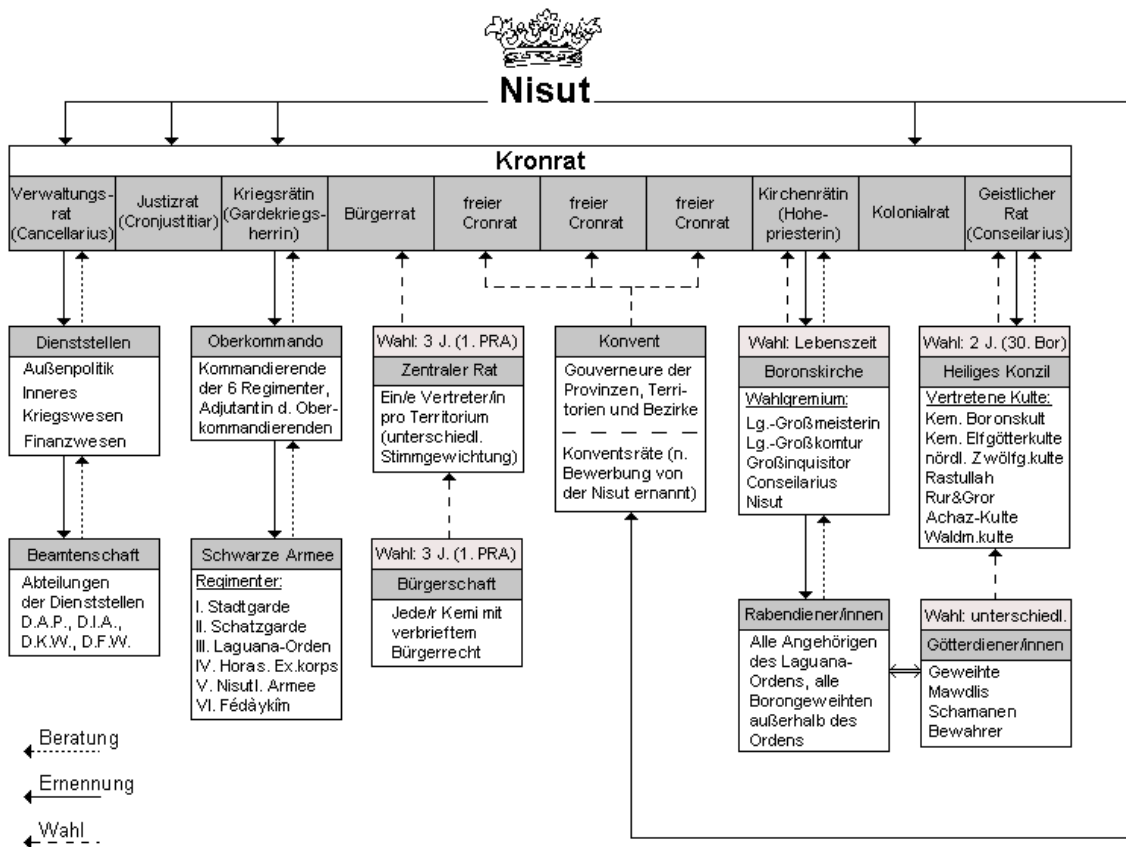 Nisut
Kronrat
Verwaltungs-
rat
(Cancellarius)
Justizrat
(Cronjustitiar)
Kriegsrätin
(Gardekriegs-
herrin)
Bürgerrat
freier
Cronrat
freier
Cronrat
freier
Cronrat
Kirchenrätin
(Hohe-
priesterin)
Kolonialrat
Geistlicher
Rat
(Conseilarius)
Dienststellen
Außenpolitik
Inneres
Kriegswesen
Finanzwesen
Oberkommando
Kommandierende
der 6 Regimenter,
Adjutantin d. Ober-
kommandierenden
Wahl: 3 J. (1. PRA)
Zentraler Rat
Ein/e Vertreter/in
pro Territorium
(unterschiedl.
Stimmgewichtung)
Konvent
Gouverneure der
Provinzen, Terri-
torien und Bezirke
Konventsräte (n.
Bewerbung von
der Nisut ernannt)
Wahl: Lebenszeit
Boronskirche
Wahlgremium:
Lg.-Großmeisterin
Lg.-Großkomtur
Großinquisitor
Conseilarius
Nisut
Wahl: 2 J. (30. Bor)
Heiliges Konzil
Vertretene Kulte:
Kem. Boronskult
Kem. Elfgötterkulte
nördl. Zwölfg.kulte
Rastullah
Rur&Gror
Achaz-Kulte
Waldm.kulte
Beamtenschaft
Abteilungen
der Dienststellen
D.A.P., D.I.A.,
D.K.W., D.F.W.
Schwarze Armee
Regimenter:
I. Stadtgarde
II. Schatzgarde
III. Laguana-Orden
IV. Horas. Ex.korps
V. Nisutl. Armee
VI. Fédàykîm
Wahl: 3 J. (1. PRA)
Bürgerschaft
Jede/r Kemi mit
verbrieftem
Bürgerrecht
Rabendiener/innen
Alle Angehörigen
des Laguana-
Ordens, alle
Borongeweihten
außerhalb des
Ordens
Wahl: unterschiedl.
Götterdiener/innen
Geweihte
Mawdlis
Schamanen
Bewahrer
Beratung
Ernennung
Wahl